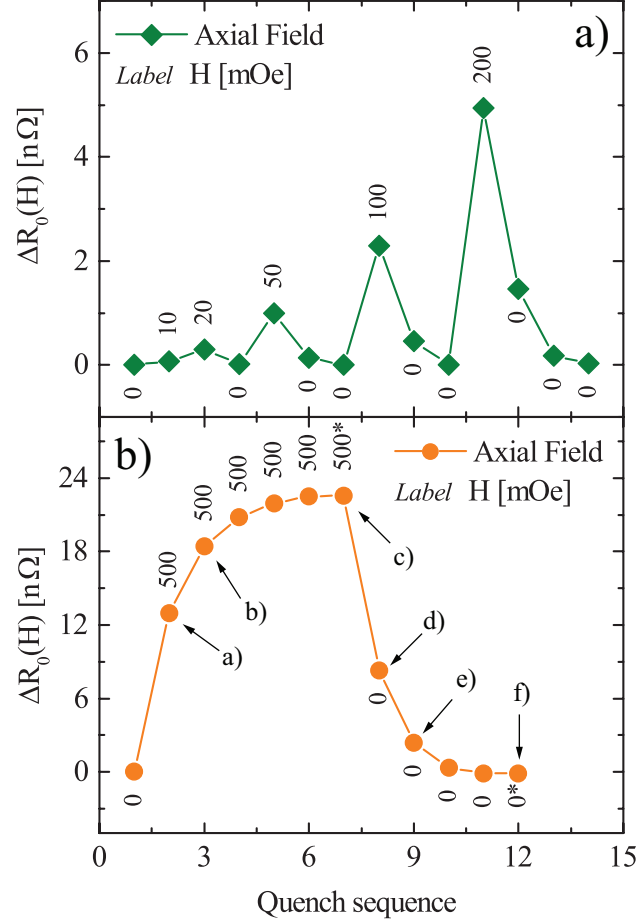 Axial Field
a)
Label H [mOe]
ΔR₀(H) [nΩ]
6
4
2
0
0
10
20
0
50
0
0
100
0
0
200
0
0
0
b)
Axial Field
Label H [mOe]
ΔR₀(H) [nΩ]
24
18
12
6
0
0
500
500
500
500
500
500*
0
0
0
0
0*
a)
b)
c)
d)
e)
f)
0 3 6 9 12 15
Quench sequence